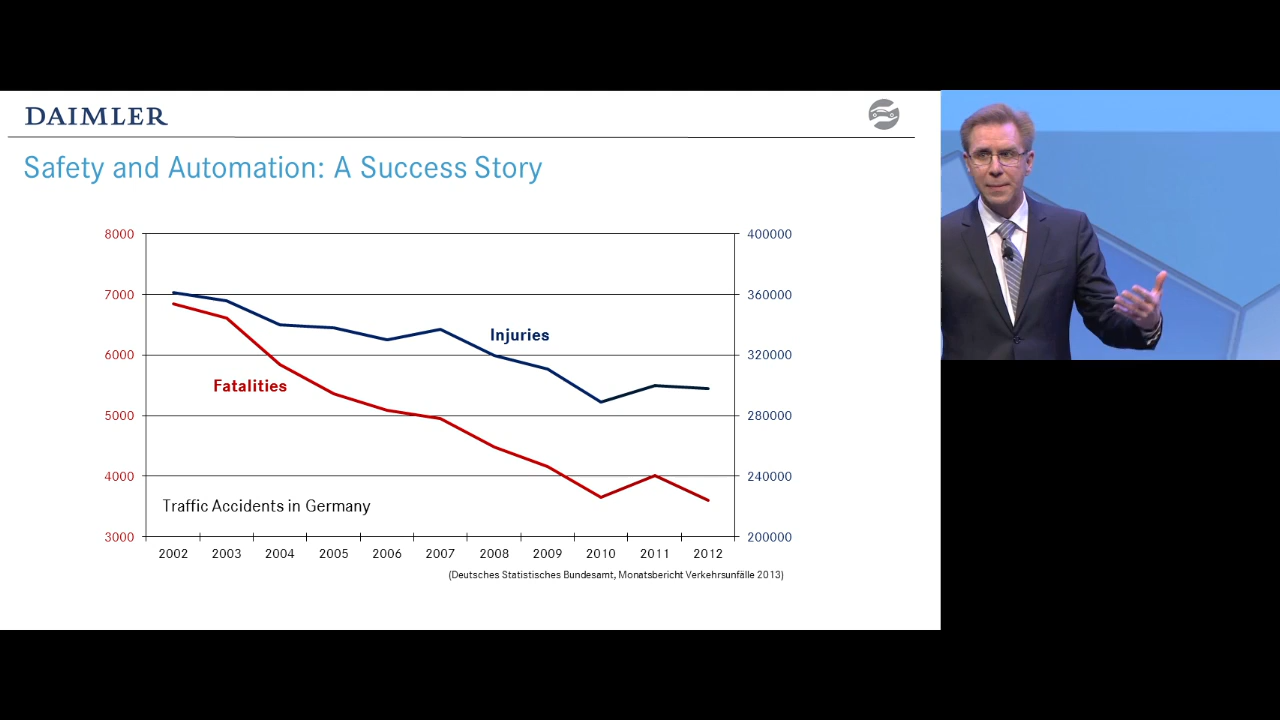 DAIMLER
Safety and Automation: A Success Story
8000
400000
7000
360000
6000
320000
5000
280000
4000
240000
3000
200000
Injuries
Fatalities
Traffic Accidents in Germany
2002 2003 2004 2005 2006 2007 2008 2009 2010 2011 2012
(Deutsches Statistisches Bundesamt, Monatsbericht Verkehrsunfälle 2013)